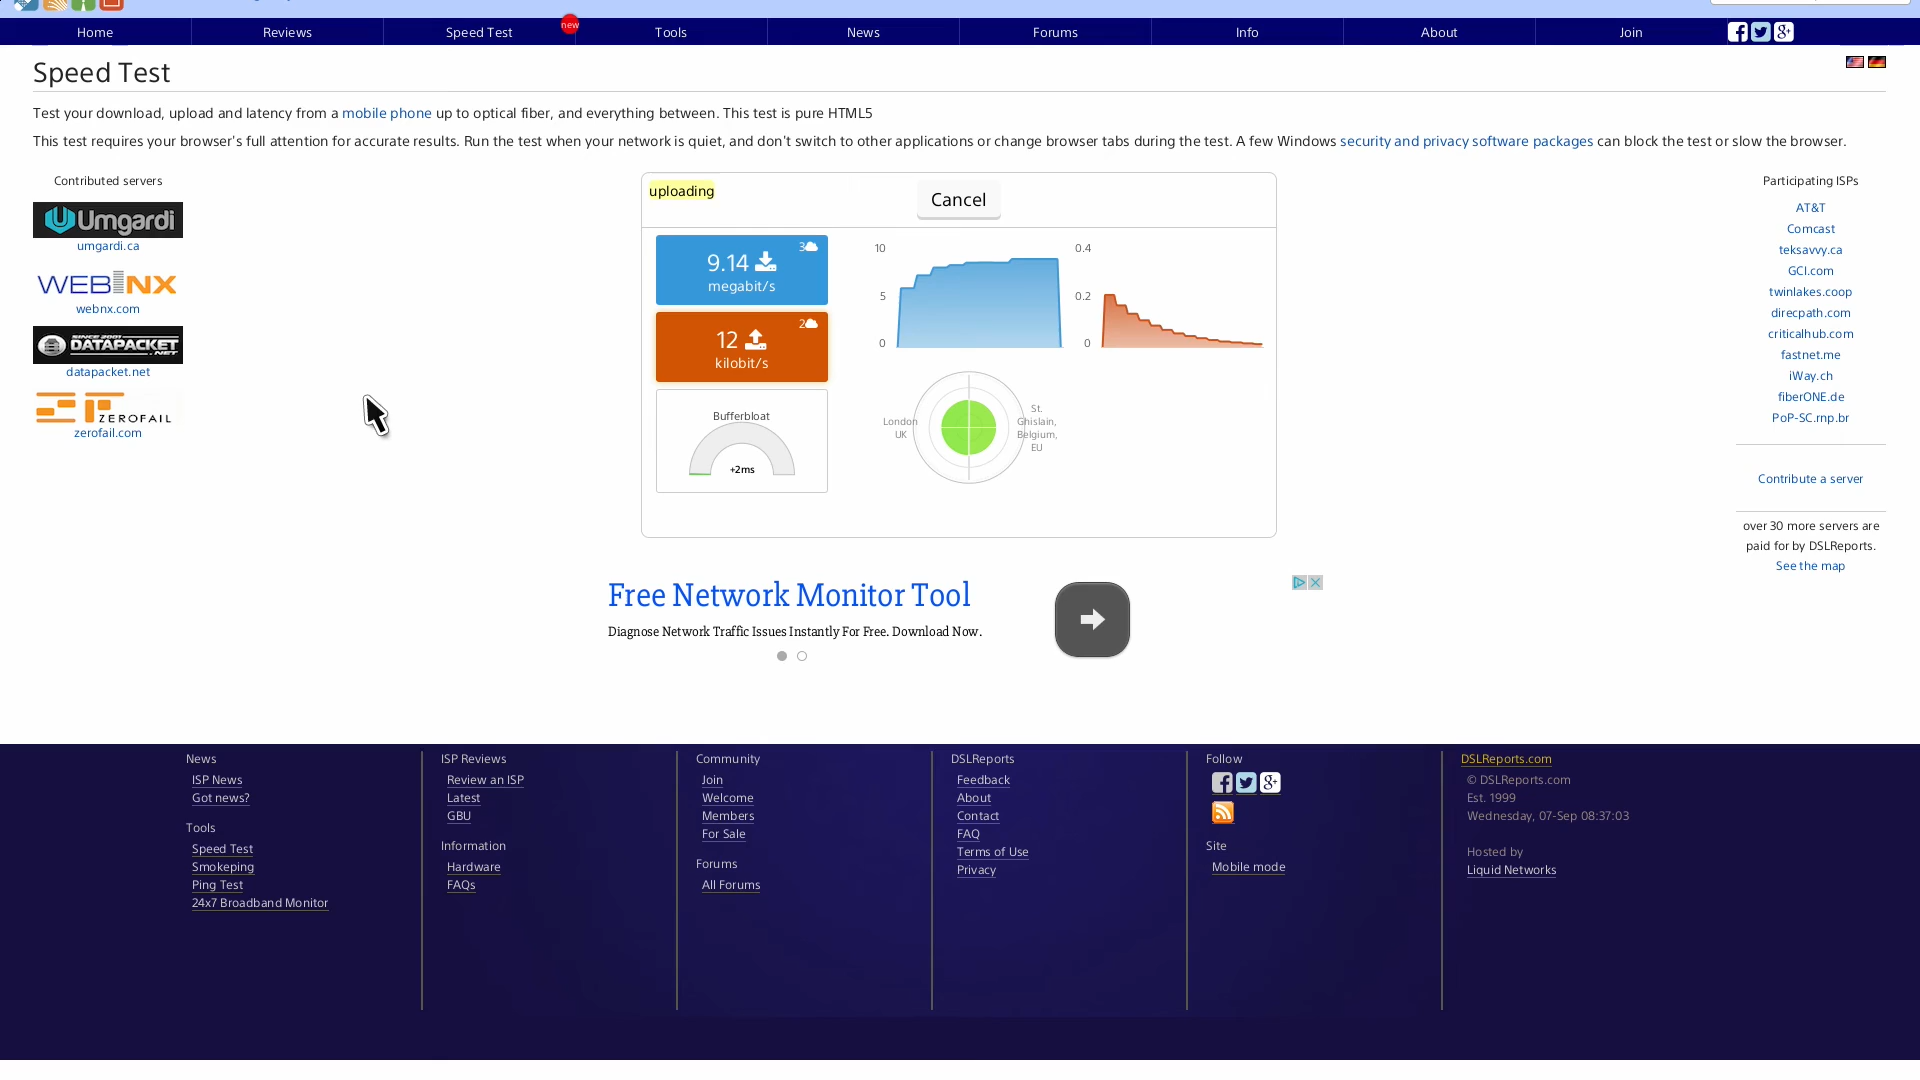 Home
Reviews
Speed Test
new
Tools
News
Forums
Info
About
Join
Speed Test
Test your download, upload and latency from a mobile phone up to optical fiber, and everything between. This test is pure HTML5
This test requires your browser's full attention for accurate results. Run the test when your network is quiet, and don't switch to other applications or change browser tabs during the test. A few Windows security and privacy software packages can block the test or slow the browser.
Contributed servers
Umgardi
umgardi.ca
WEBNX
webnx.com
SINCE 2001
DATAPACKET
.NET
datapacket.net
ZEROFAIL
zerofail.com
uploading
Cancel
3
9.14
megabit/s
2
12
kilobit/s
Bufferbloat
+2ms
10
5
0
0.4
0.2
0
London
UK
St.
Ghislain,
Belgium,
EU
Participating ISPs
AT&T
Comcast
teksavvy.ca
GCI.com
twinlakes.coop
direcpath.com
criticalhub.com
fastnet.me
iWay.ch
fiberONE.de
PoP-SC.rnp.br
Contribute a server
over 30 more servers are
paid for by DSLReports.
See the map
Free Network Monitor Tool
Diagnose Network Traffic Issues Instantly For Free. Download Now.
News
ISP News
Got news?
Tools
Speed Test
Smokeping
Ping Test
24x7 Broadband Monitor
ISP Reviews
Review an ISP
Latest
GBU
Information
Hardware
FAQs
Community
Join
Welcome
Members
For Sale
Forums
All Forums
DSLReports
Feedback
About
Contact
FAQ
Terms of Use
Privacy
Follow
Site
Mobile mode
DSLReports.com
© DSLReports.com
Est. 1999
Wednesday, 07-Sep 08:37:03
Hosted by
Liquid Networks